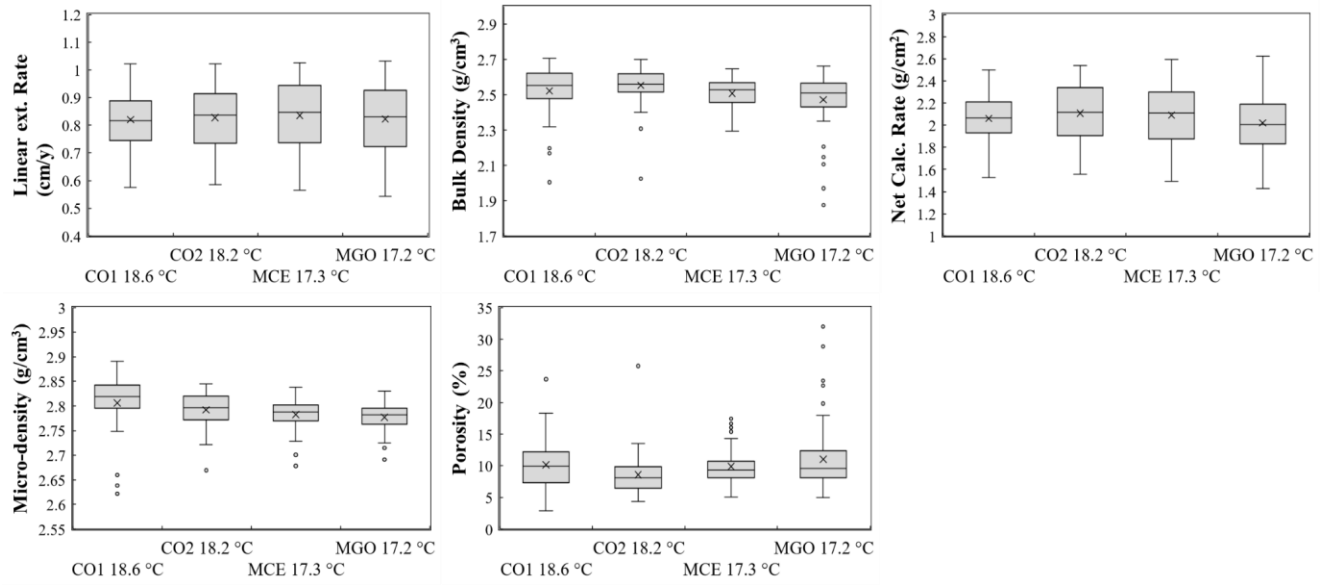 Linear ext. Rate
(cm/y)
1.2
1.1
1
0.9
0.8
0.7
0.6
0.5
0.4
CO2 18.2 °C
MGO 17.2 °C
CO1 18.6 °C
MCE 17.3 °C
Bulk Density (g/cm³)
2.9
2.7
2.5
2.3
2.1
1.9
1.7
CO2 18.2 °C
MGO 17.2 °C
CO1 18.6 °C
MCE 17.3 °C
Net Calc. Rate (g/cm²)
3
2.8
2.6
2.4
2.2
2
1.8
1.6
1.4
1.2
1
CO2 18.2 °C
MGO 17.2 °C
CO1 18.6 °C
MCE 17.3 °C
Micro-density (g/cm³)
3
2.95
2.9
2.85
2.8
2.75
2.7
2.65
2.6
2.55
CO2 18.2 °C
MGO 17.2 °C
CO1 18.6 °C
MCE 17.3 °C
Porosity (%)
35
30
25
20
15
10
5
0
CO2 18.2 °C
MGO 17.2 °C
CO1 18.6 °C
MCE 17.3 °C